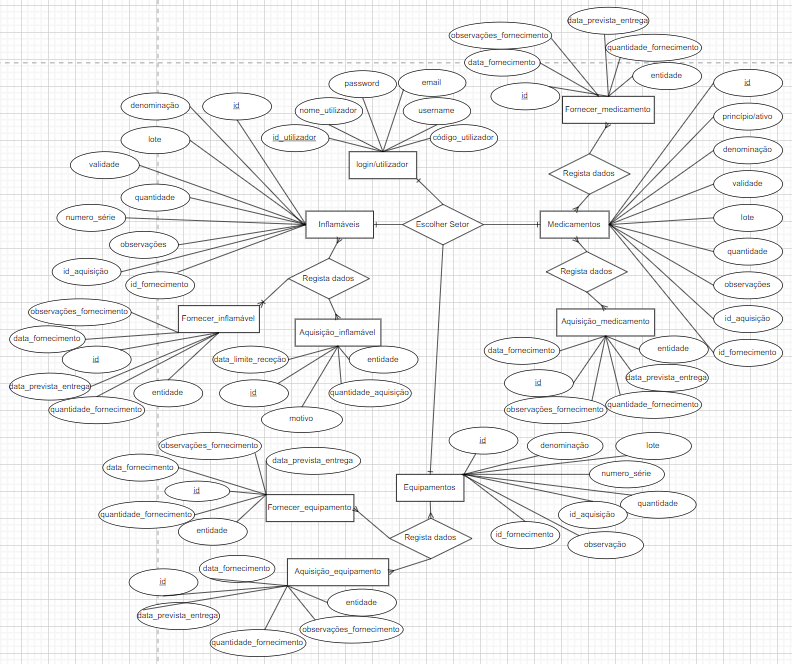 data_prevista_entrega
observações_fornecimento
quantidade_fornecimento
data_fornecimento
entidade
id
Fornecer_medicamento
password
email
nome_utilizador
username
id_utilizador
código_utilizador
login/utilizador
denominação
id
lote
validade
quantidade
numero_série
observações
id_aquisição
id_fornecimento
Inflamáveis
Escolher Setor
Medicamentos
Regista dados
id
princípio/ativo
denominação
validade
lote
quantidade
observações
id_aquisição
id_fornecimento
Regista dados
Regista dados
observações_fornecimento
data_fornecimento
id
data_prevista_entrega
quantidade_fornecimento
entidade
Fornecer_inflamável
Aquisição_inflamável
data_limite_receção
entidade
id
quantidade_aquisição
motivo
Aquisição_medicamento
data_fornecimento
entidade
id
data_prevista_entrega
observações_fornecimento
quantidade_fornecimento
observações_fornecimento
data_prevista_entrega
data_fornecimento
id
quantidade_fornecimento
entidade
Fornecer_equipamento
Equipamentos
id
denominação
lote
numero_série
quantidade
id_aquisição
id_fornecimento
observação
Regista dados
Aquisição_equipamento
data_fornecimento
id
data_prevista_entrega
entidade
observações_fornecimento
quantidade_fornecimento